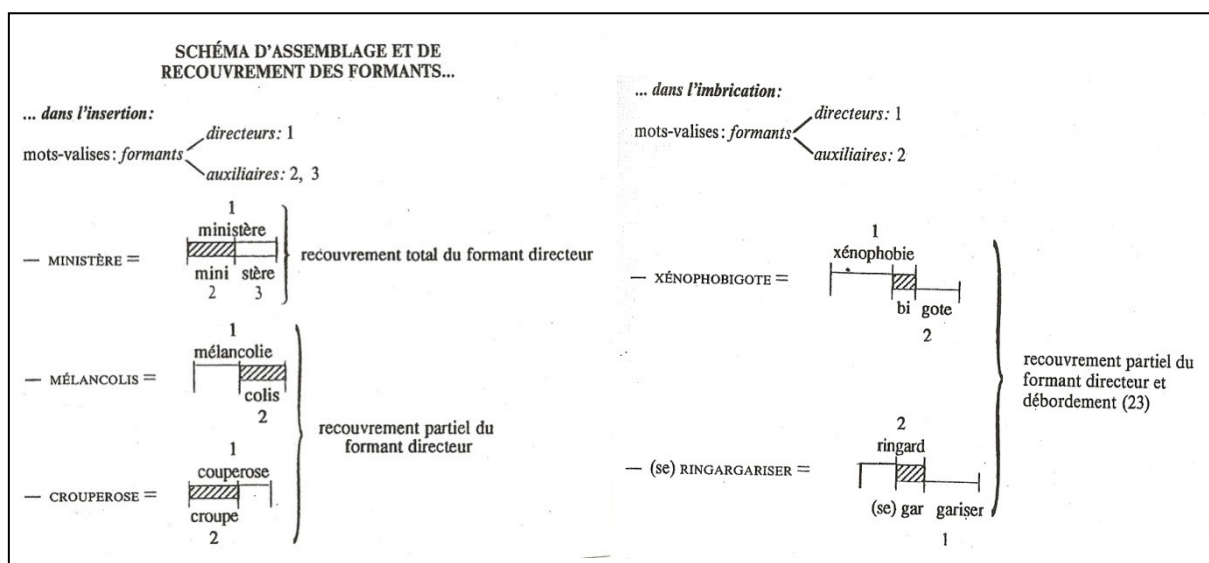 SCHÉMA D'ASSEMBLAGE ET DE
RECOUVREMENT DES FORMANTS...
... dans l'insertion:
directeurs: 1
mots-valises: formants
auxiliaires: 2, 3
1
ministère
— MINISTÈRE =
mini stère
2 3
recouvrement total du formant directeur
1
mélancolie
— MÉLANCOLIS =
colis
2
1
couperose
— CROUPEROSE =
croupe
2
recouvrement partiel du
formant directeur
... dans l'imbrication:
directeurs: 1
mots-valises: formants
auxiliaires: 2
1
xénophobie
— XÉNOPHOBIGOTE =
bi gote
2
2
ringard
— (se) RINGARGARISER =
(se) gar gariser
1
recouvrement partiel du
formant directeur et
débordement (23)